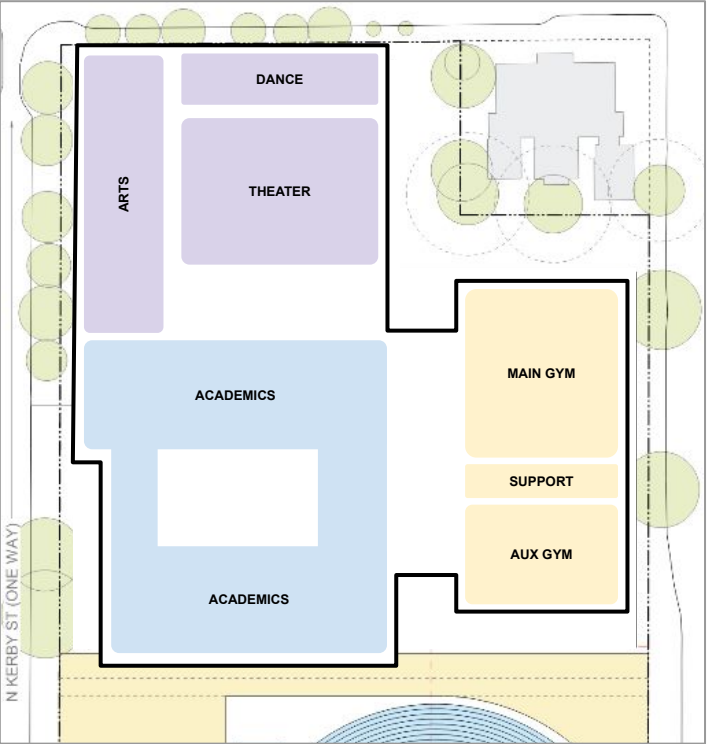 DANCE
ARTS
THEATER
MAIN GYM
ACADEMICS
SUPPORT
AUX GYM
ACADEMICS
N KERBY ST (ONE WAY)